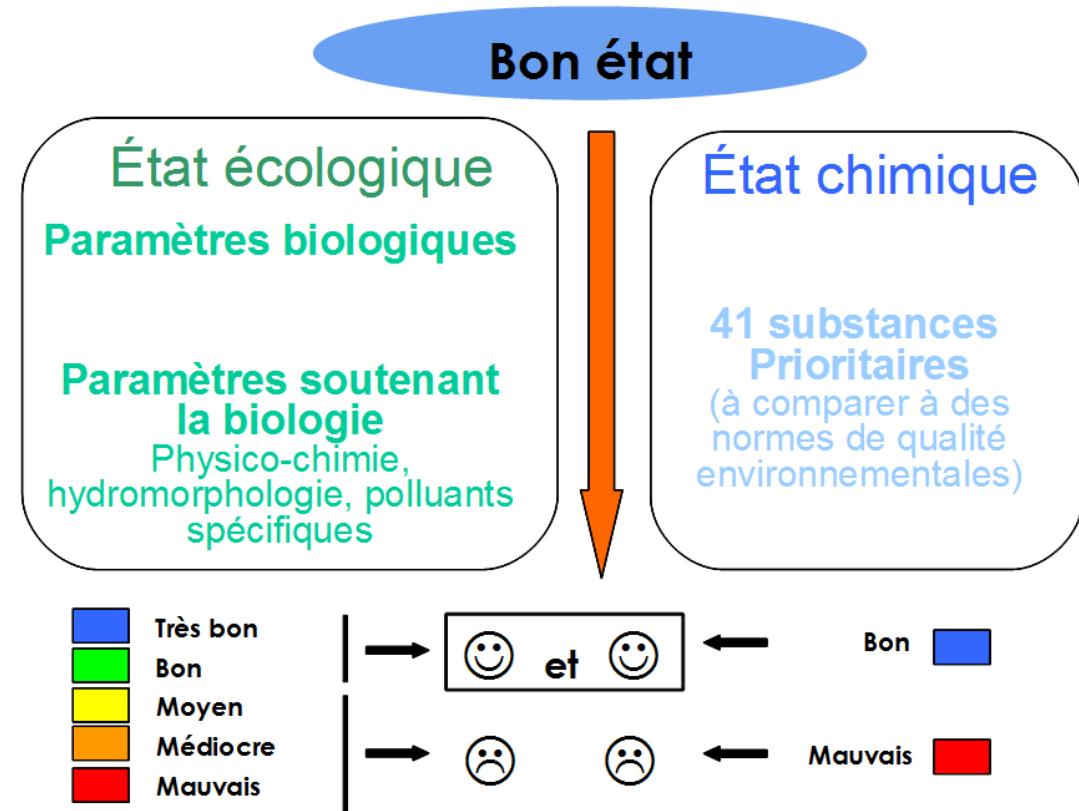 Bon état
État écologique
Paramètres biologiques
Paramètres soutenant
la biologie
Physico-chimie,
hydromorphologie, polluants
spécifiques
État chimique
41 substances
Prioritaires
(à comparer à des
normes de qualité
environnementales)
Très bon
Bon
Moyen
Médiocre
Mauvais
et
Bon
Mauvais